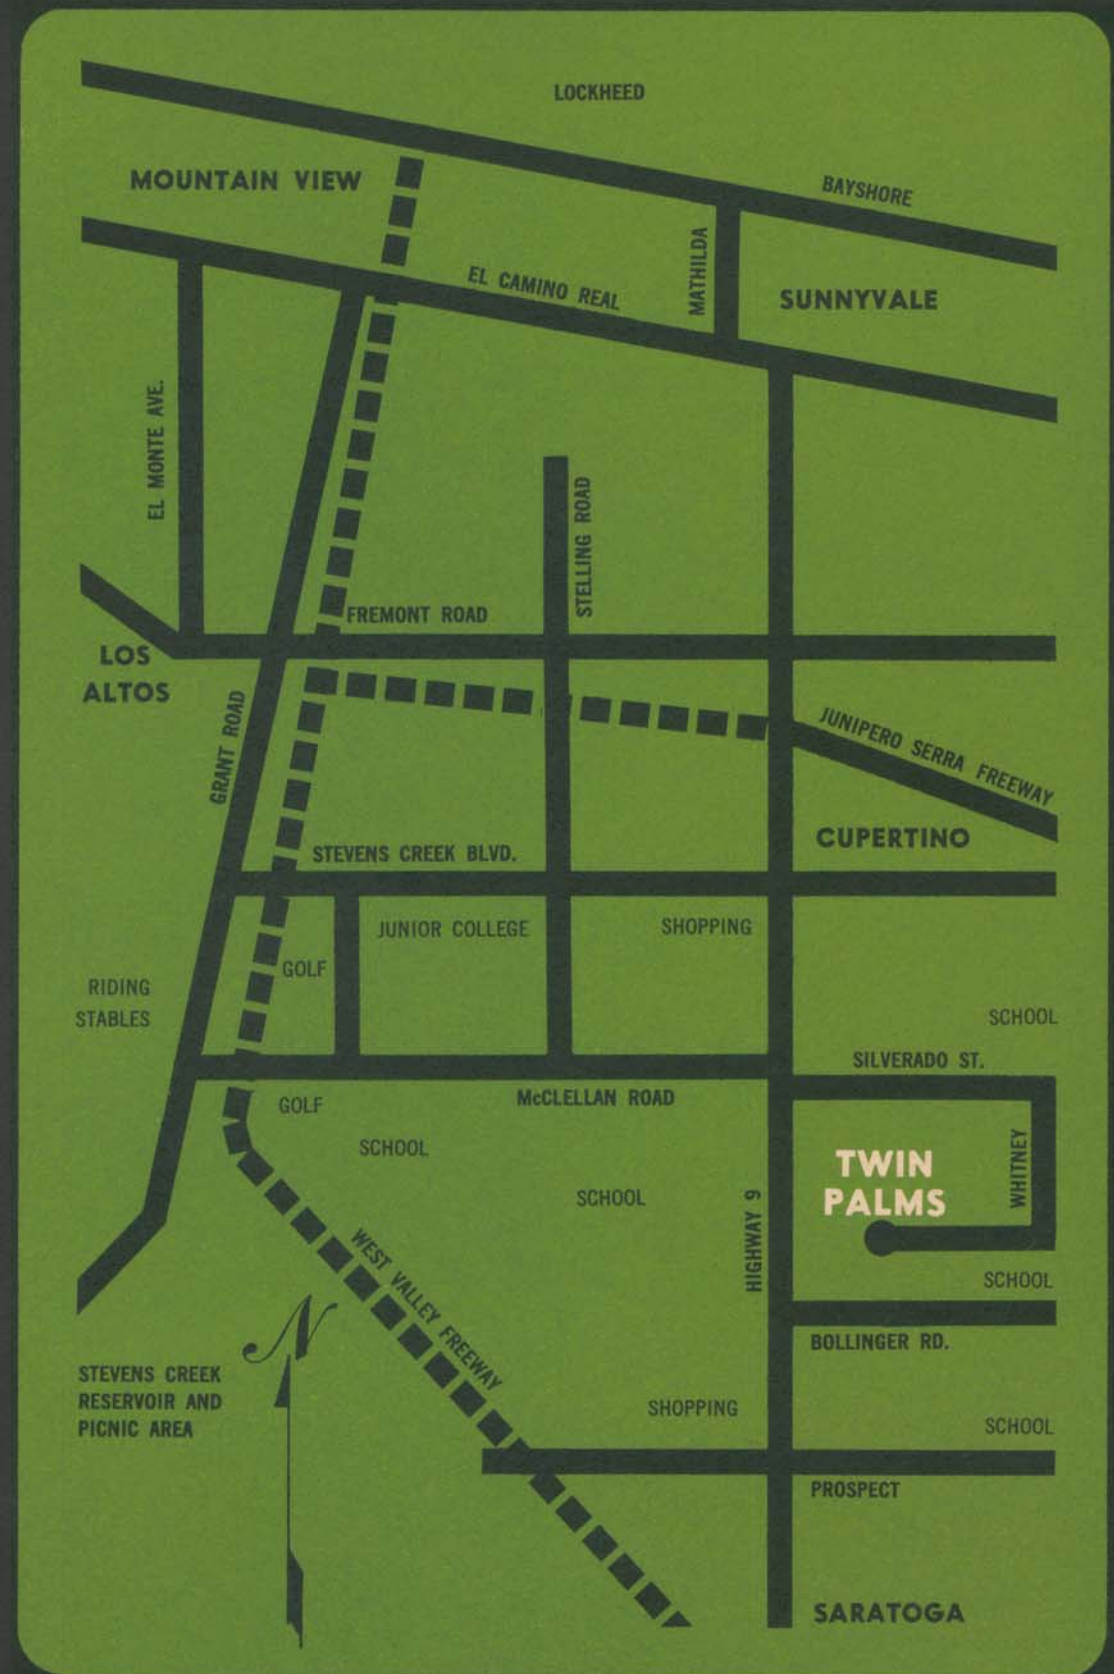 LOCKHEED
MOUNTAIN VIEW
BAYSHORE
MATHILDA
EL CAMINO REAL
SUNNYVALE
EL MONTE AVE.
STELLING ROAD
FREMONT ROAD
LOS
ALTOS
GRANT ROAD
JUNIPERO SERRA FREEWAY
CUPERTINO
STEVENS CREEK BLVD.
JUNIOR COLLEGE
SHOPPING
GOLF
RIDING
STABLES
SCHOOL
SILVERADO ST.
McCLELLAN ROAD
GOLF
SCHOOL
SCHOOL
TWIN
PALMS
WHITNEY
HIGHWAY 9
WEST VALLEY FREEWAY
SCHOOL
N
BOLLINGER RD.
STEVENS CREEK
RESERVOIR AND
PICNIC AREA
SHOPPING
SCHOOL
PROSPECT
SARATOGA